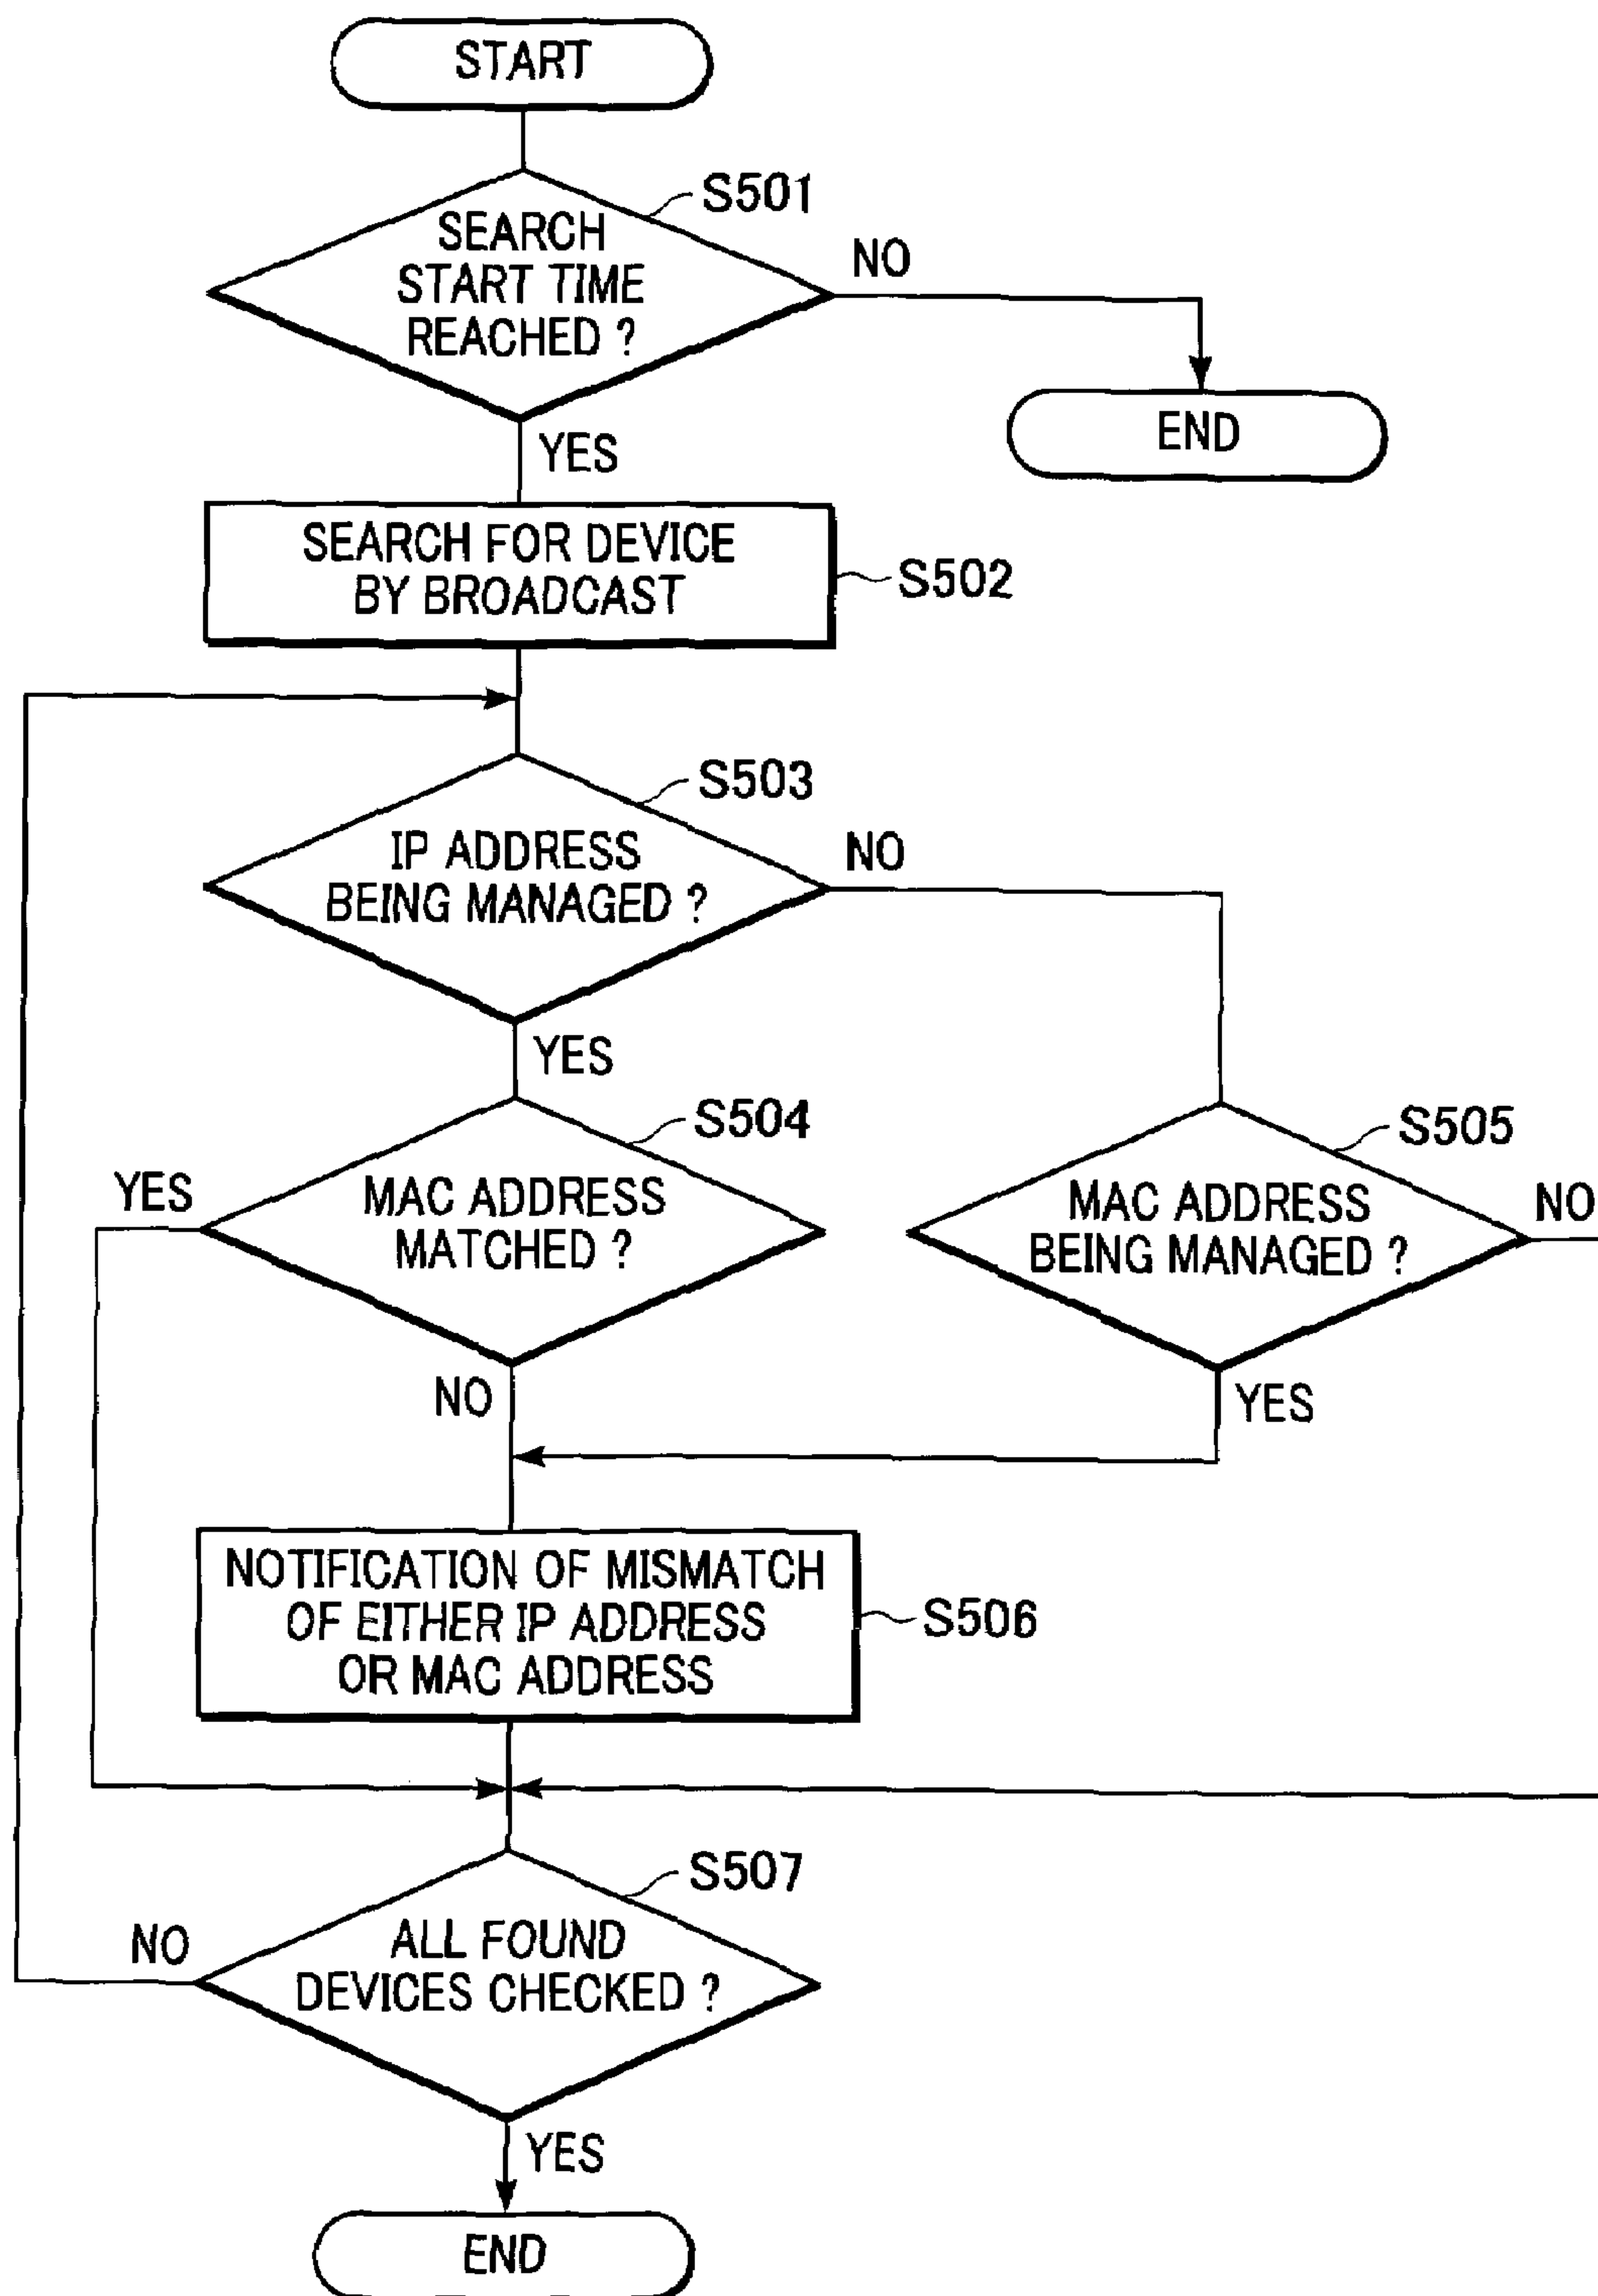 START
S501
SEARCH
START TIME
REACHED ?
NO
END
YES
SEARCH FOR DEVICE
BY BROADCAST
S502
S503
IP ADDRESS
BEING MANAGED ?
NO
YES
S504
S505
YES
MAC ADDRESS
MATCHED ?
MAC ADDRESS
BEING MANAGED ?
NO
NO
YES
NOTIFICATION OF MISMATCH
OF EITHER IP ADDRESS
OR MAC ADDRESS
S506
S507
NO
ALL FOUND
DEVICES CHECKED ?
YES
END